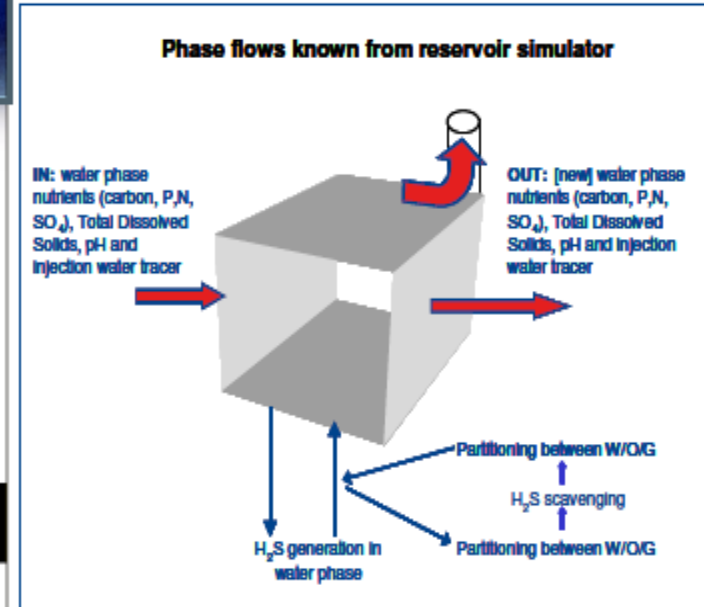 Phase flows known from reservoir simulator
IN: water phase
nutrients (carbon, P,N,
SO₄), Total Dissolved
Solids, pH and
injection water tracer
OUT: [new] water phase
nutrients (carbon, P,N,
SO₄), Total Dissolved
Solids, pH and injection
water tracer
Partitioning between W/O/G
H₂S scavenging
Partitioning between W/O/G
H₂S generation in
water phase